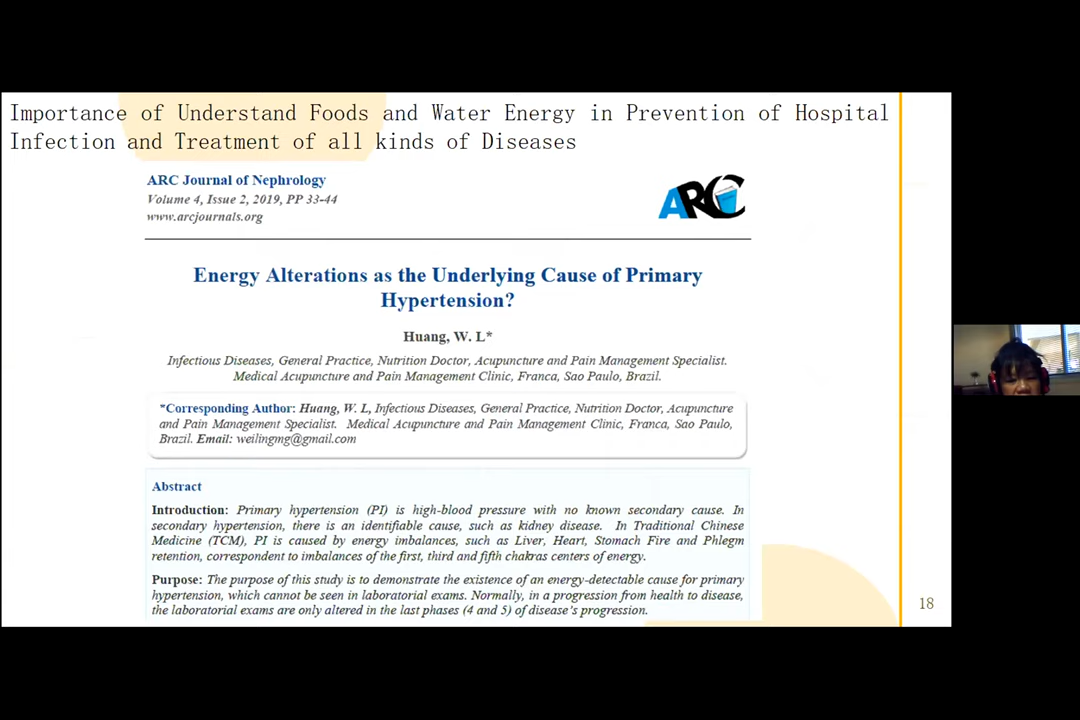 Importance of Understand Foods and Water Energy in Prevention of Hospital
Infection and Treatment of all kinds of Diseases
ARC Journal of Nephrology
Volume 4, Issue 2, 2019, PP 33-44
www.arcjournals.org
ARC
Energy Alterations as the Underlying Cause of Primary
Hypertension?
Huang, W. L*
Infectious Diseases, General Practice, Nutrition Doctor, Acupuncture and Pain Management Specialist.
Medical Acupuncture and Pain Management Clinic, Franca, Sao Paulo, Brazil.
*Corresponding Author: Huang, W. L, Infectious Diseases, General Practice, Nutrition Doctor, Acupuncture
and Pain Management Specialist. Medical Acupuncture and Pain Management Clinic, Franca, Sao Paulo,
Brazil. Email: weilingmg@gmail.com
Abstract
Introduction: Primary hypertension (PI) is high-blood pressure with no known secondary cause. In
secondary hypertension, there is an identifiable cause, such as kidney disease. In Traditional Chinese
Medicine (TCM), PI is caused by energy imbalances, such as Liver, Heart, Stomach Fire and Phlegm
retention, correspondent to imbalances of the first, third and fifth chakras centers of energy.
Purpose: The purpose of this study is to demonstrate the existence of an energy-detectable cause for primary
hypertension, which cannot be seen in laboratorial exams. Normally, in a progression from health to disease,
the laboratorial exams are only altered in the last phases (4 and 5) of disease's progression.
18